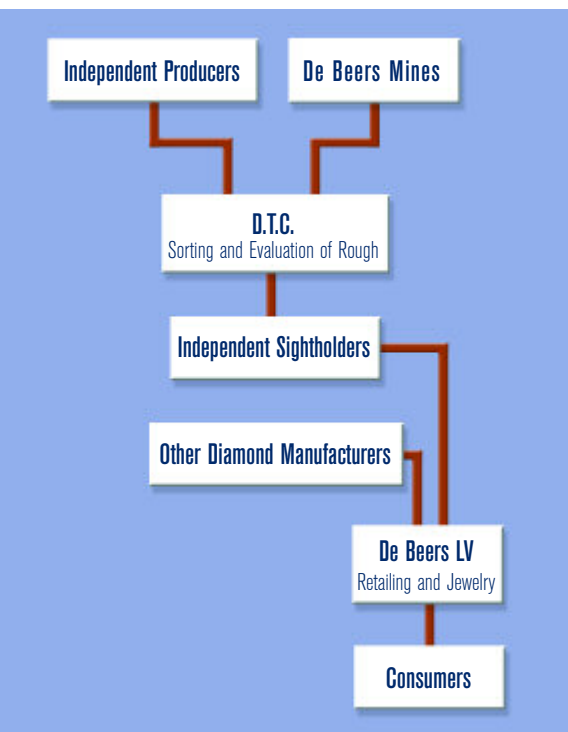 Independent Producers
De Beers Mines
D.T.C.
Sorting and Evaluation of Rough
Independent Sightholders
Other Diamond Manufacturers
De Beers LV
Retailing and Jewelry
Consumers